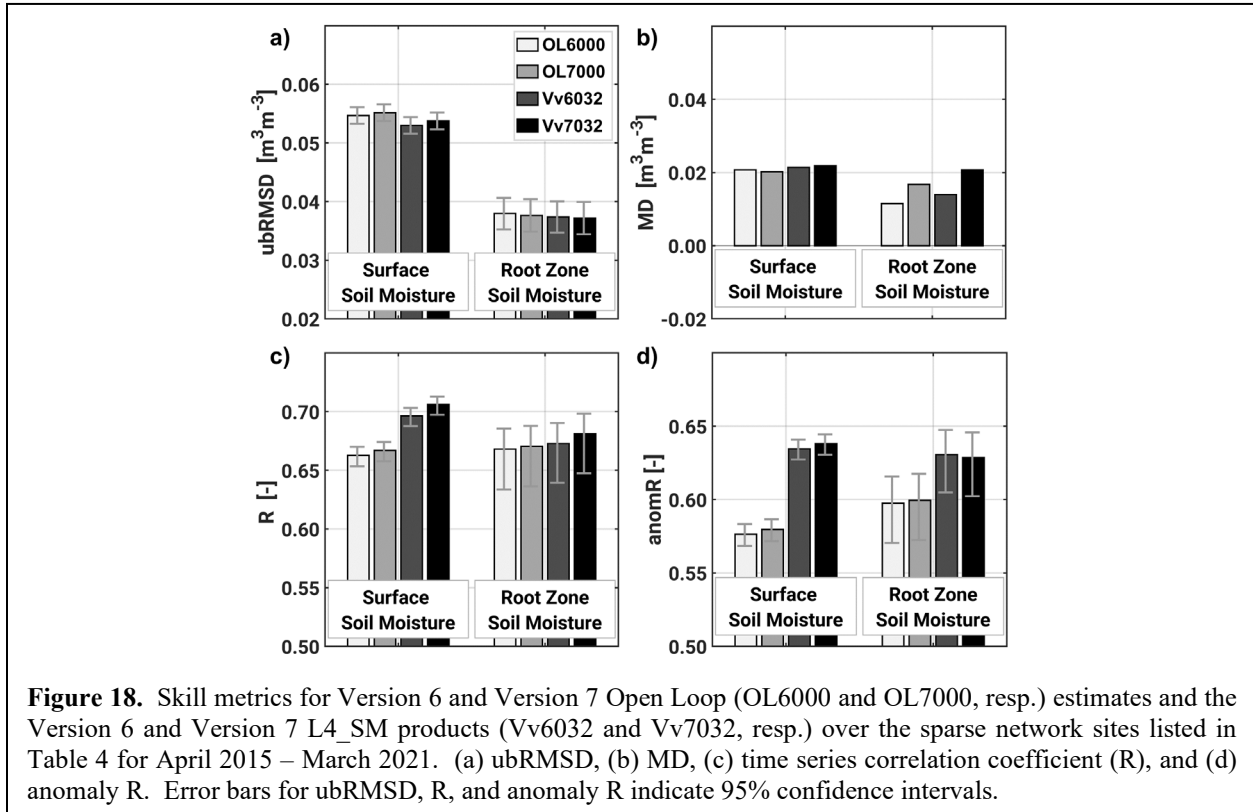 a)
OL6000
OL7000
Vv6032
Vv7032
0.06
0.05
0.04
0.03
0.02
ubRMSD [m³m⁻³]
Surface
Soil Moisture
Root Zone
Soil Moisture
b)
0.04
0.02
0.00
-0.02
MD [m³m⁻³]
Surface
Soil Moisture
Root Zone
Soil Moisture
c)
0.70
0.65
0.60
0.55
0.50
R [-]
Surface
Soil Moisture
Root Zone
Soil Moisture
d)
0.65
0.60
0.55
0.50
anomR [-]
Surface
Soil Moisture
Root Zone
Soil Moisture
Figure 18. Skill metrics for Version 6 and Version 7 Open Loop (OL6000 and OL7000, resp.) estimates and the
Version 6 and Version 7 L4_SM products (Vv6032 and Vv7032, resp.) over the sparse network sites listed in
Table 4 for April 2015 – March 2021. (a) ubRMSD, (b) MD, (c) time series correlation coefficient (R), and (d)
anomaly R. Error bars for ubRMSD, R, and anomaly R indicate 95% confidence intervals.